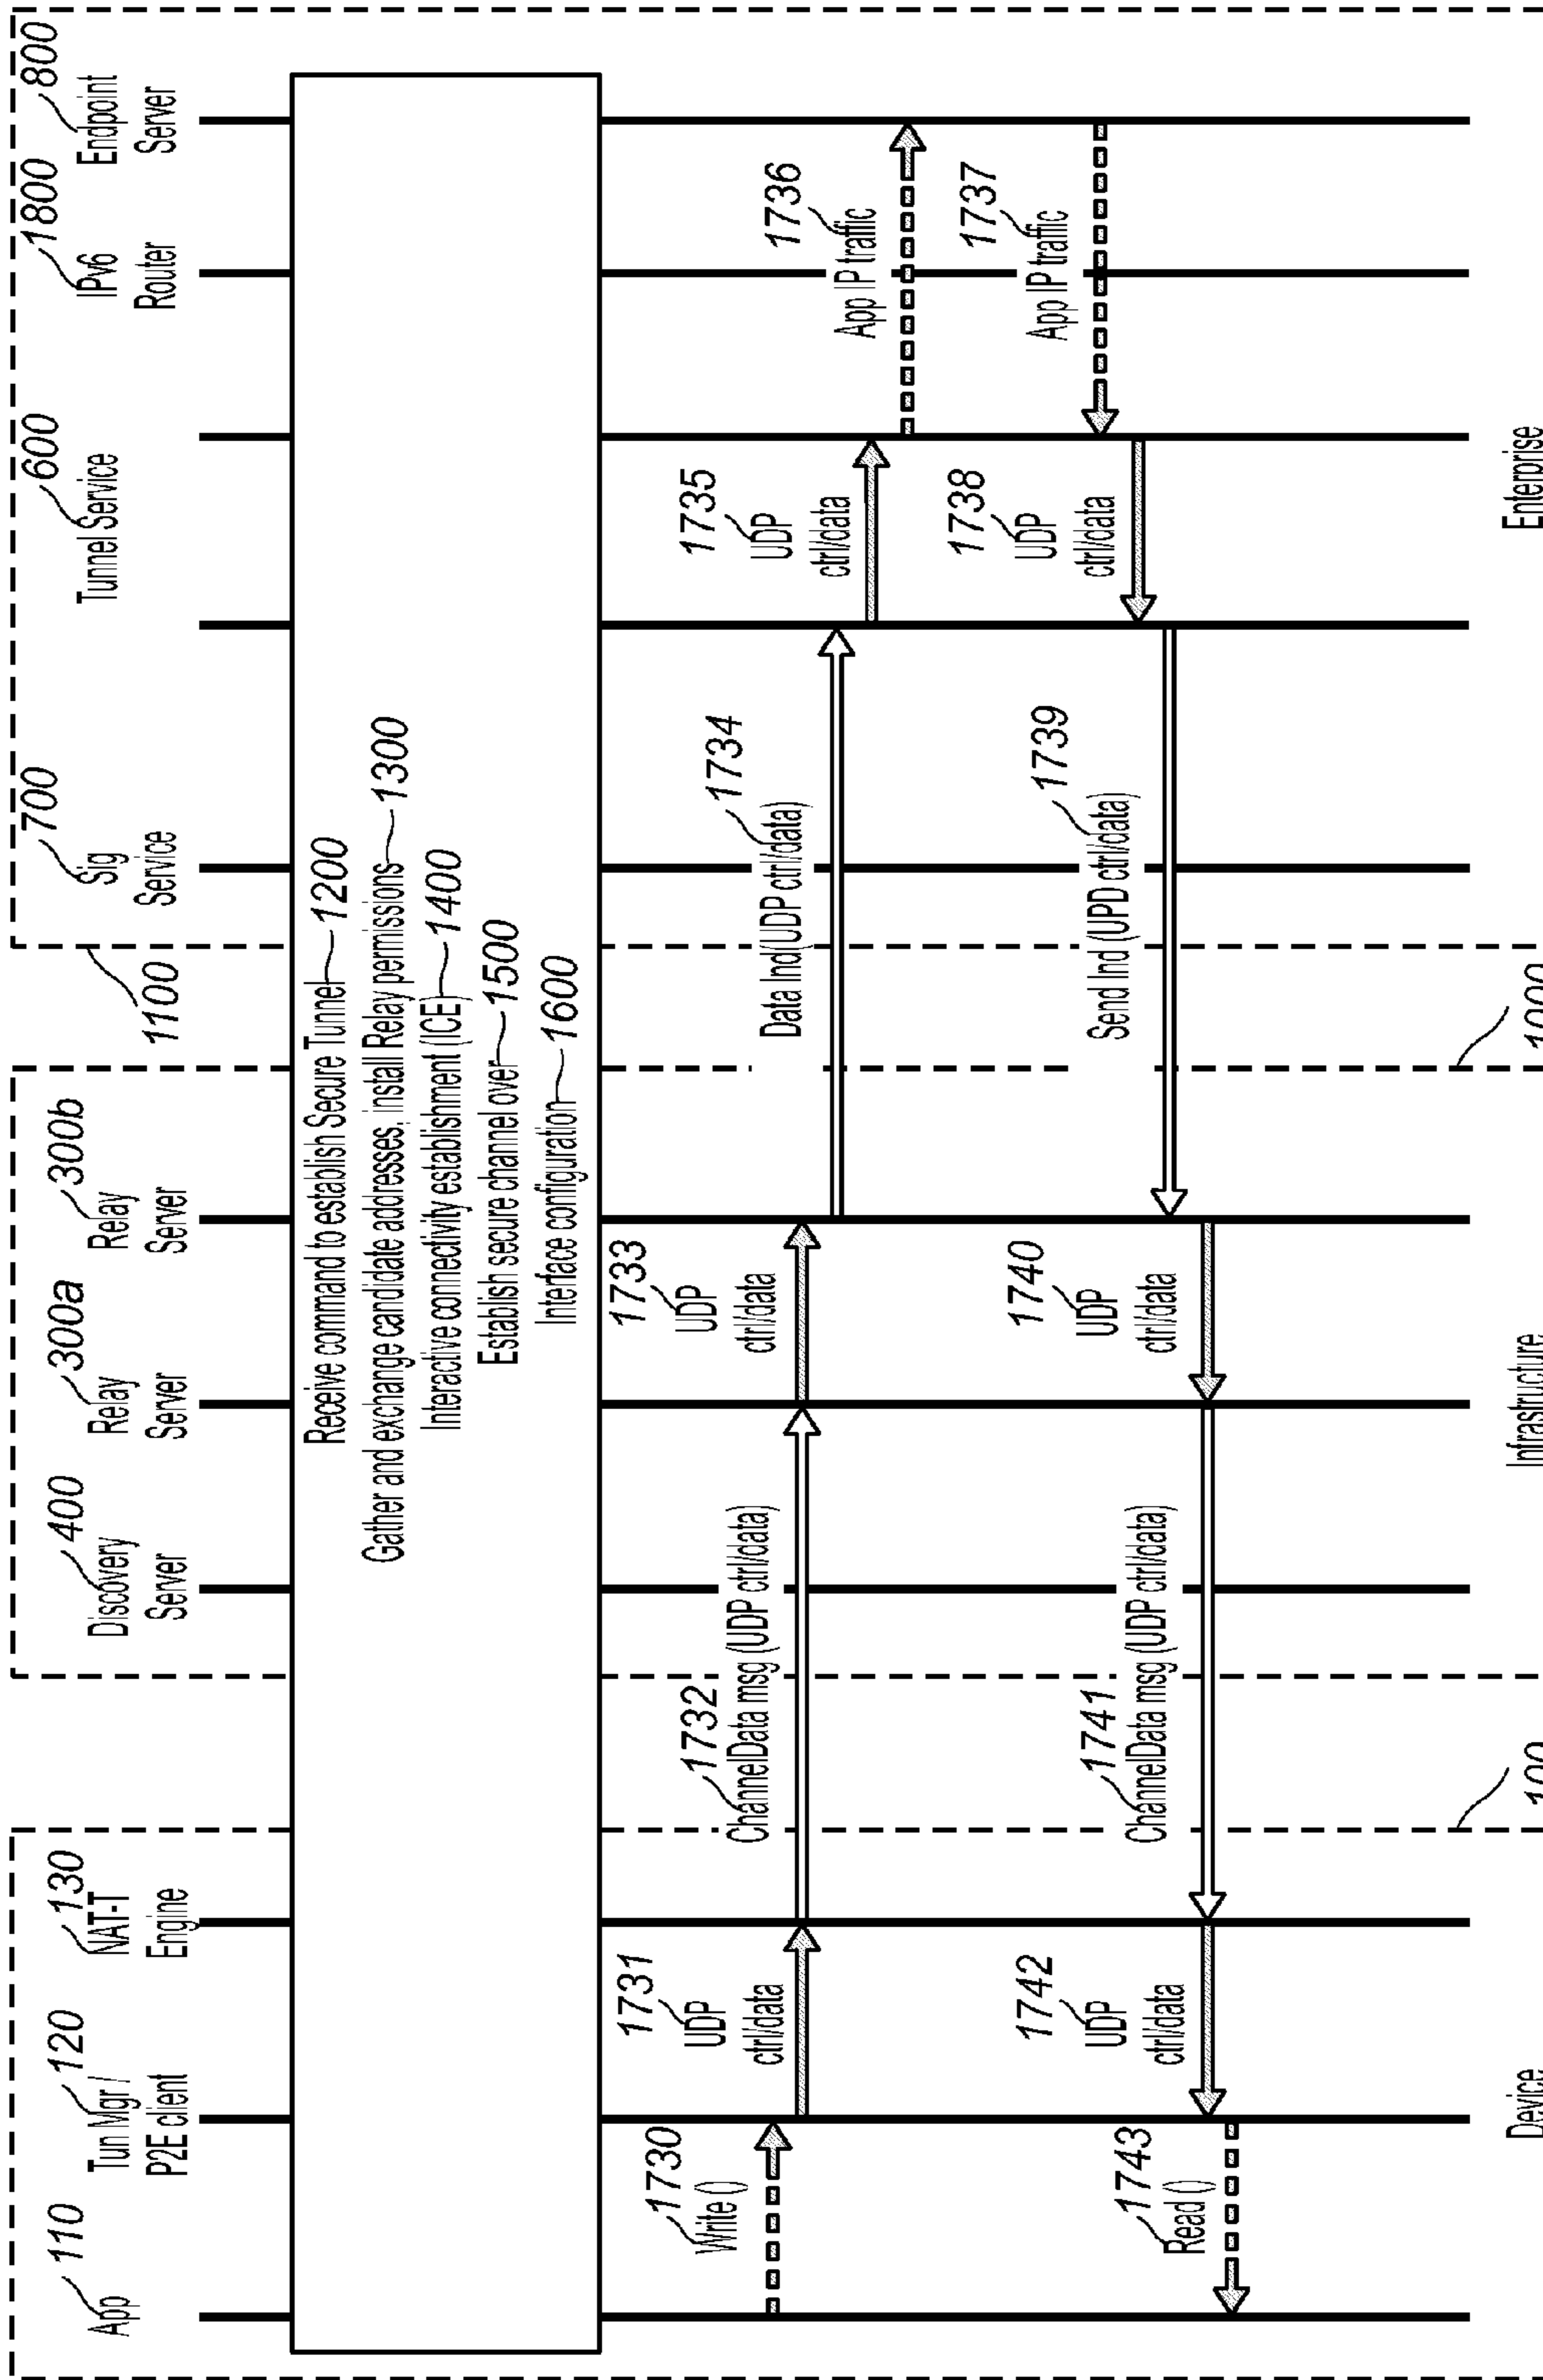 110
App
120
Tun Mgr /
P2E client
130
NAT-T
Engine
400
Discovery
Server
300a
Relay
Server
300b
Relay
Server
1100
700
Sig
Service
600
Tunnel Service
1800
IPv6
Router
800
Endpoint
Server
Receive command to establish Secure Tunnel 1200
Gather and exchange candidate addresses, install Relay permissions 1300
Interactive connectivity establishment (ICE) 1400
Establish secure channel over 1500
Interface configuration 1600
1730
Write ()
1731
UDP
ctrl/data
1732
ChannelData msg (UDP ctrl/data)
1733
UDP
ctrl/data
1734
Data Ind(UDP ctrl/data)
1735
UDP
ctrl/data
1736
App IP traffic
1737
App IP traffic
1738
UDP
ctrl/data
1739
Send Ind (UPD ctrl/data)
1740
UDP
ctrl/data
1741
ChannelData msg (UDP ctrl/data)
1742
UDP
ctrl/data
1743
Read ()
100
1000
Device
Infrastructure
Enterprise